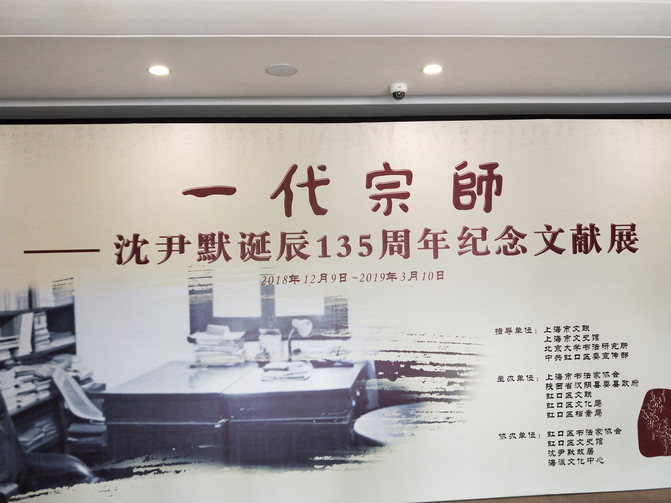 一代宗師
——沈尹默诞辰135周年纪念文献展
2018年12月9日~2019年3月10日
指导单位：上海市文联
上海市文史馆
北京大学书法研究所
中共虹口区委宣传部
主办单位：上海市书法家协会
陕西省汉阴县委县政府
虹口区文联
虹口区文化局
虹口区档案局
协办单位：虹口区书法家协会
虹口区文史馆
沈尹默故居
海派文化中心